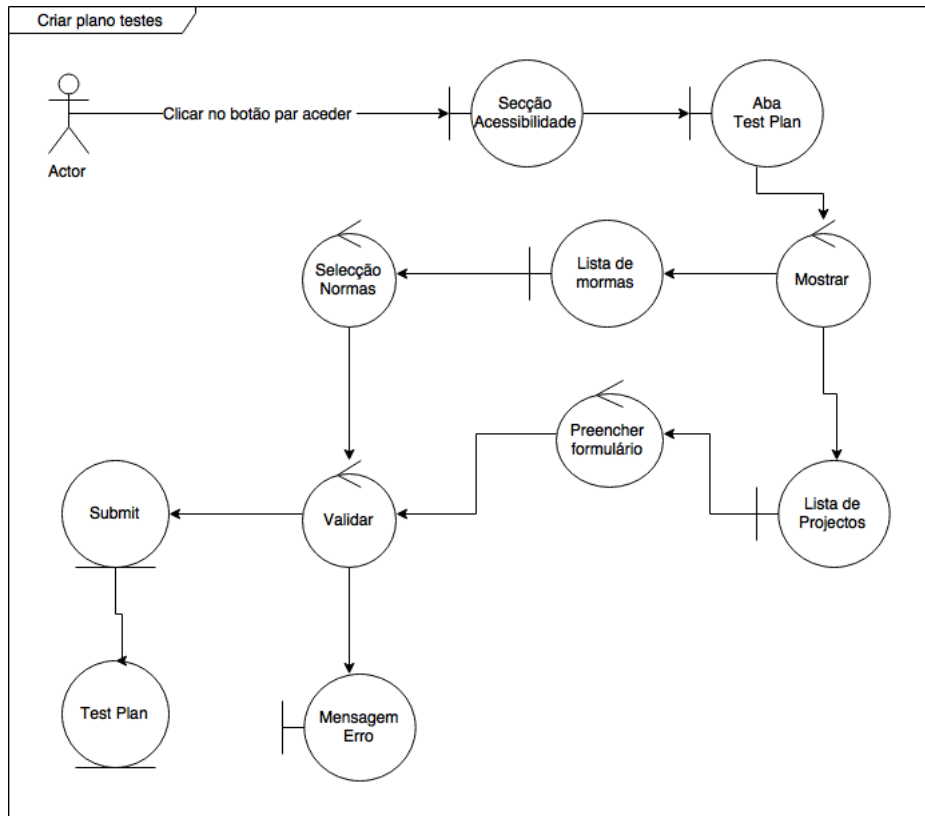 Criar plano testes
Clicar no botão par aceder
Actor
Secção
Acessibilidade
Aba
Test Plan
Selecção
Normas
Lista de
mormas
Mostrar
Preencher
formulário
Submit
Validar
Lista de
Projectos
Test Plan
Mensagem
Erro